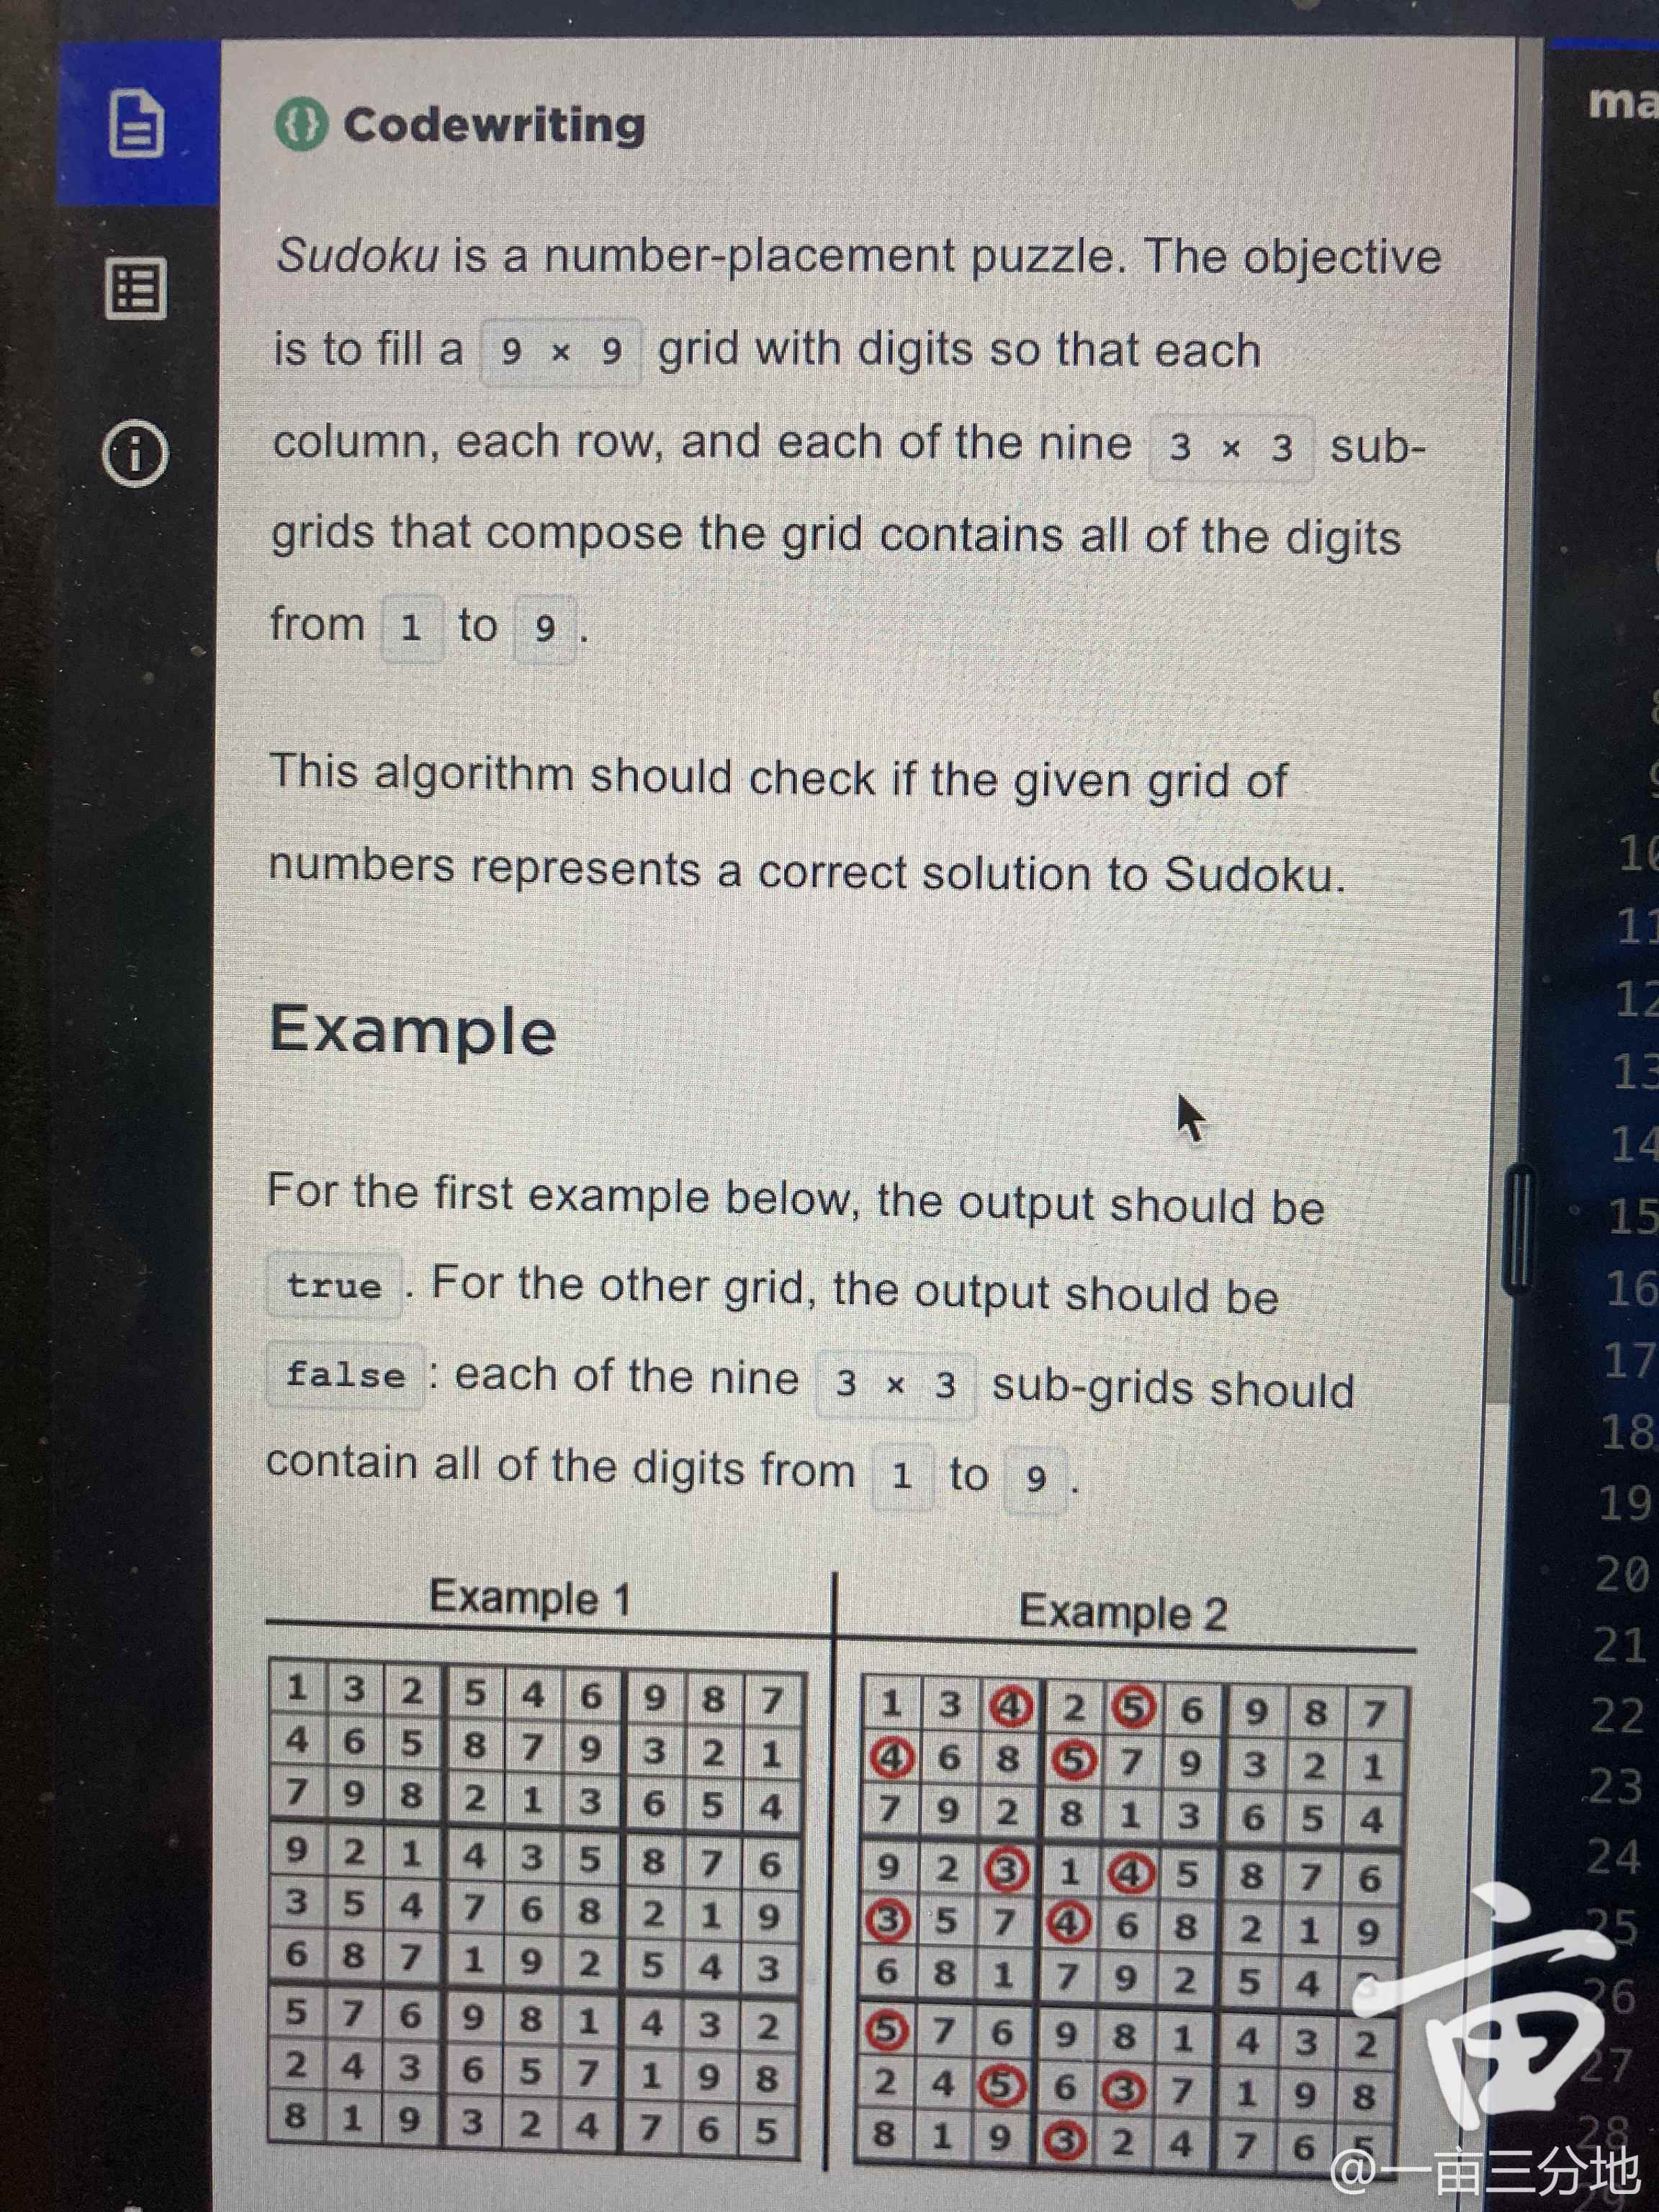 Codewriting
ma
Sudoku is a number-placement puzzle. The objective
is to fill a 9 × 9 grid with digits so that each
column, each row, and each of the nine 3 × 3 sub-
grids that compose the grid contains all of the digits
from 1 to 9.
This algorithm should check if the given grid of
numbers represents a correct solution to Sudoku.
Example
For the first example below, the output should be
true. For the other grid, the output should be
false: each of the nine 3 × 3 sub-grids should
contain all of the digits from 1 to 9.
Example 1
1 3 2 5 4 6 9 8 7
4 6 5 8 7 9 3 2 1
7 9 8 2 1 3 6 5 4
9 2 1 4 3 5 8 7 6
3 5 4 7 6 8 2 1 9
6 8 7 1 9 2 5 4 3
5 7 6 9 8 1 4 3 2
2 4 3 6 5 7 1 9 8
8 1 9 3 2 4 7 6 5
Example 2
1 3 4 2 5 6 9 8 7
4 6 8 5 7 9 3 2 1
7 9 2 8 1 3 6 5 4
9 2 3 1 4 5 8 7 6
3 5 7 4 6 8 2 1 9
6 8 1 7 9 2 5 4
5 7 6 9 8 1 4 3 2
2 4 5 6 3 7 1 9 8
8 1 9 3 2 4 7 6 5
10
11
12
13
14
15
16
17
18
19
20
21
22
23
24
25
26
27
28
亩
@一亩三分地